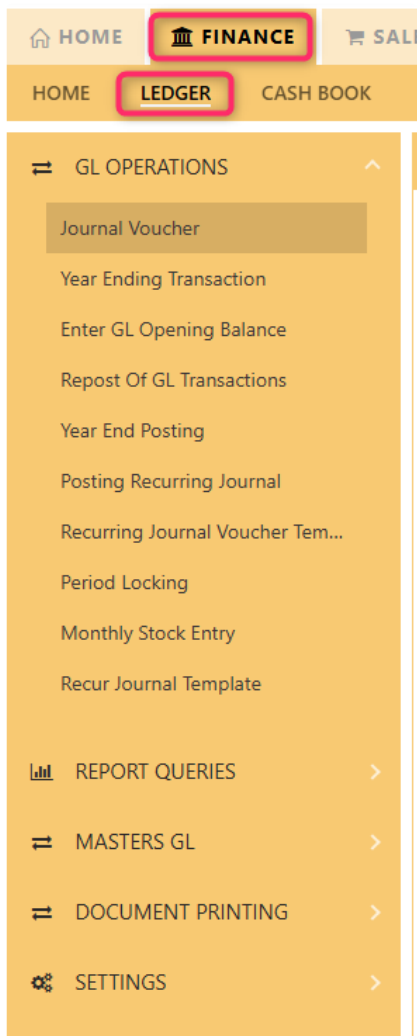 HOME FINANCE
HOME LEDGER CASH BOOK
GL OPERATIONS
Journal Voucher
Year Ending Transaction
Enter GL Opening Balance
Repost Of GL Transactions
Year End Posting
Posting Recurring Journal
Recurring Journal Voucher Tem...
Period Locking
Monthly Stock Entry
Recur Journal Template
REPORT QUERIES
MASTERS GL
DOCUMENT PRINTING
SETTINGS